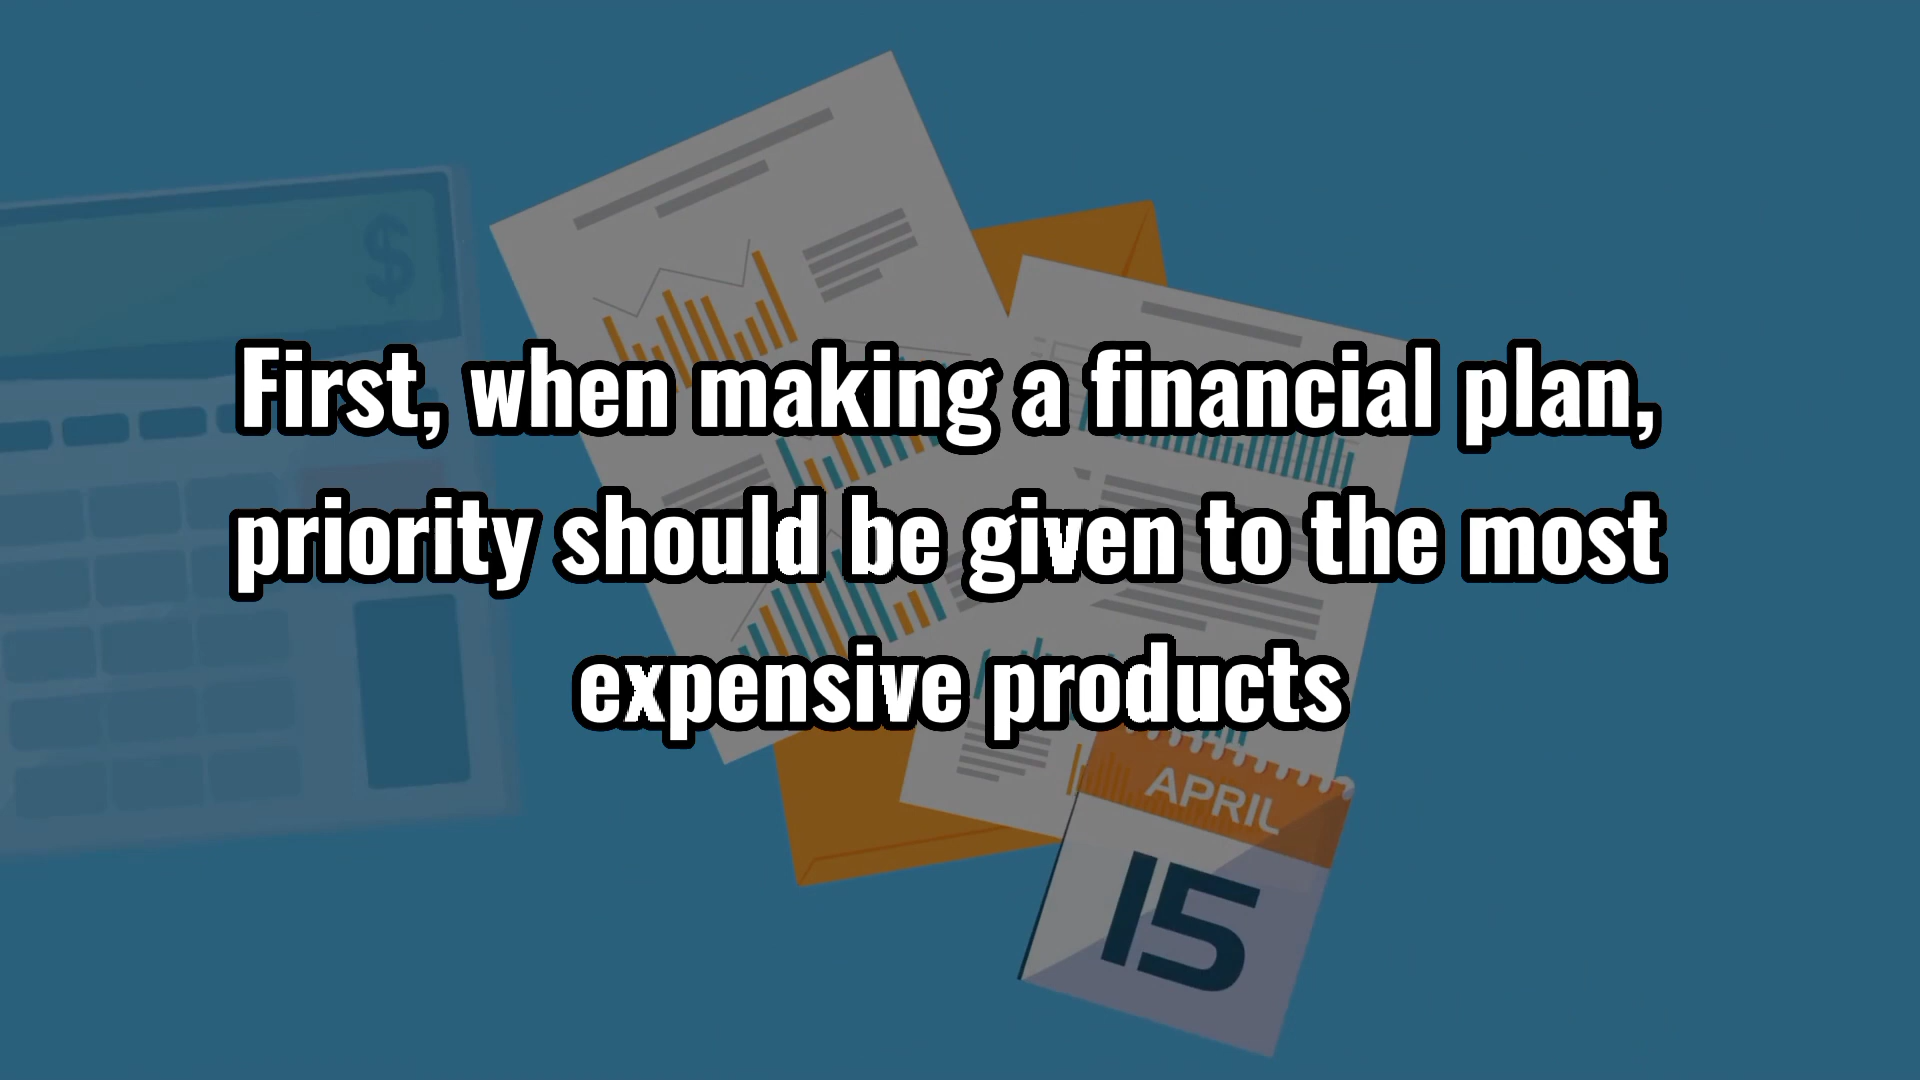 First, when making a financial plan,
priority should be given to the most
expensive products
$
APRIL
15